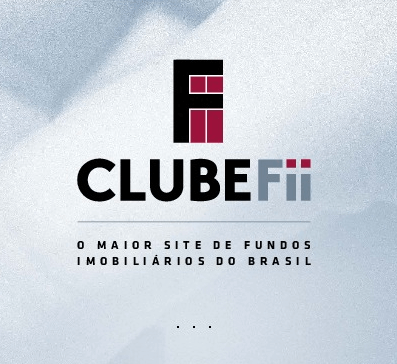 CLUBEFii
O MAIOR SITE DE FUNDOS
IMOBILIÁRIOS DO BRASIL
. . .